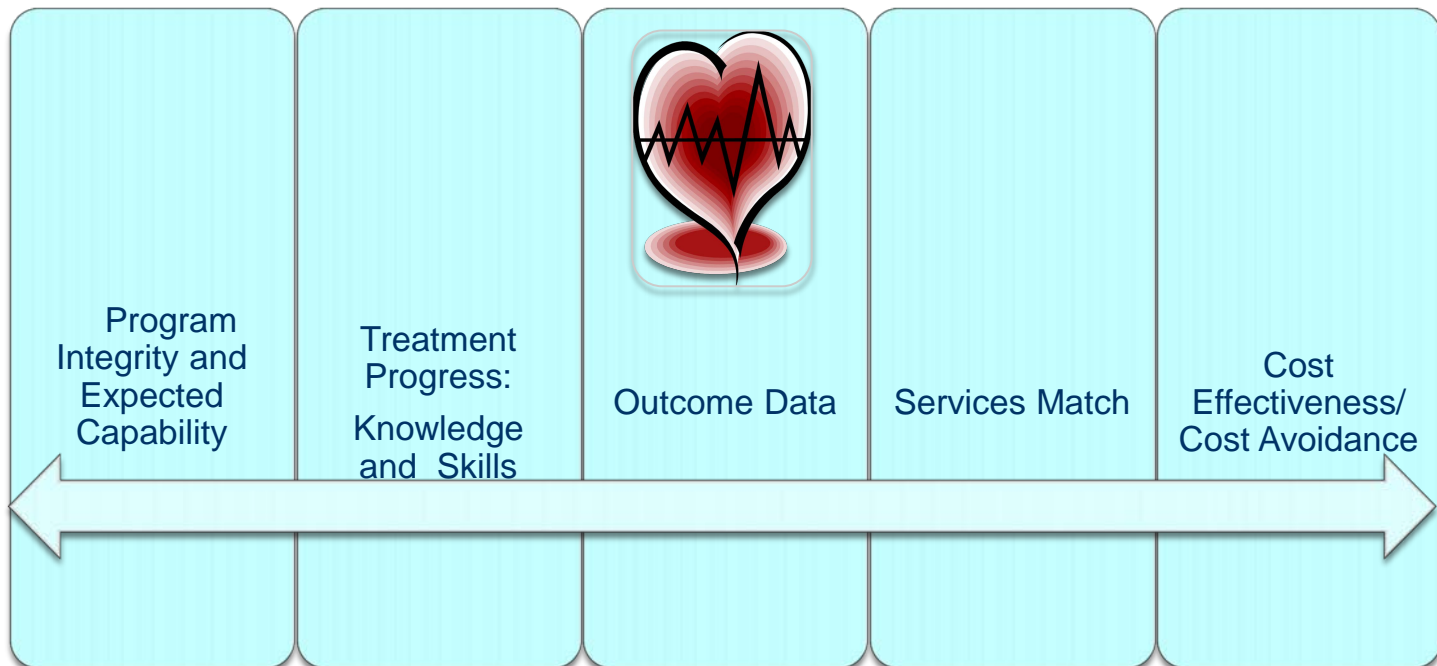 Program
Integrity and
Expected
Capability
Treatment
Progress:
Knowledge
and Skills
Outcome Data
Services Match
Cost
Effectiveness/
Cost Avoidance